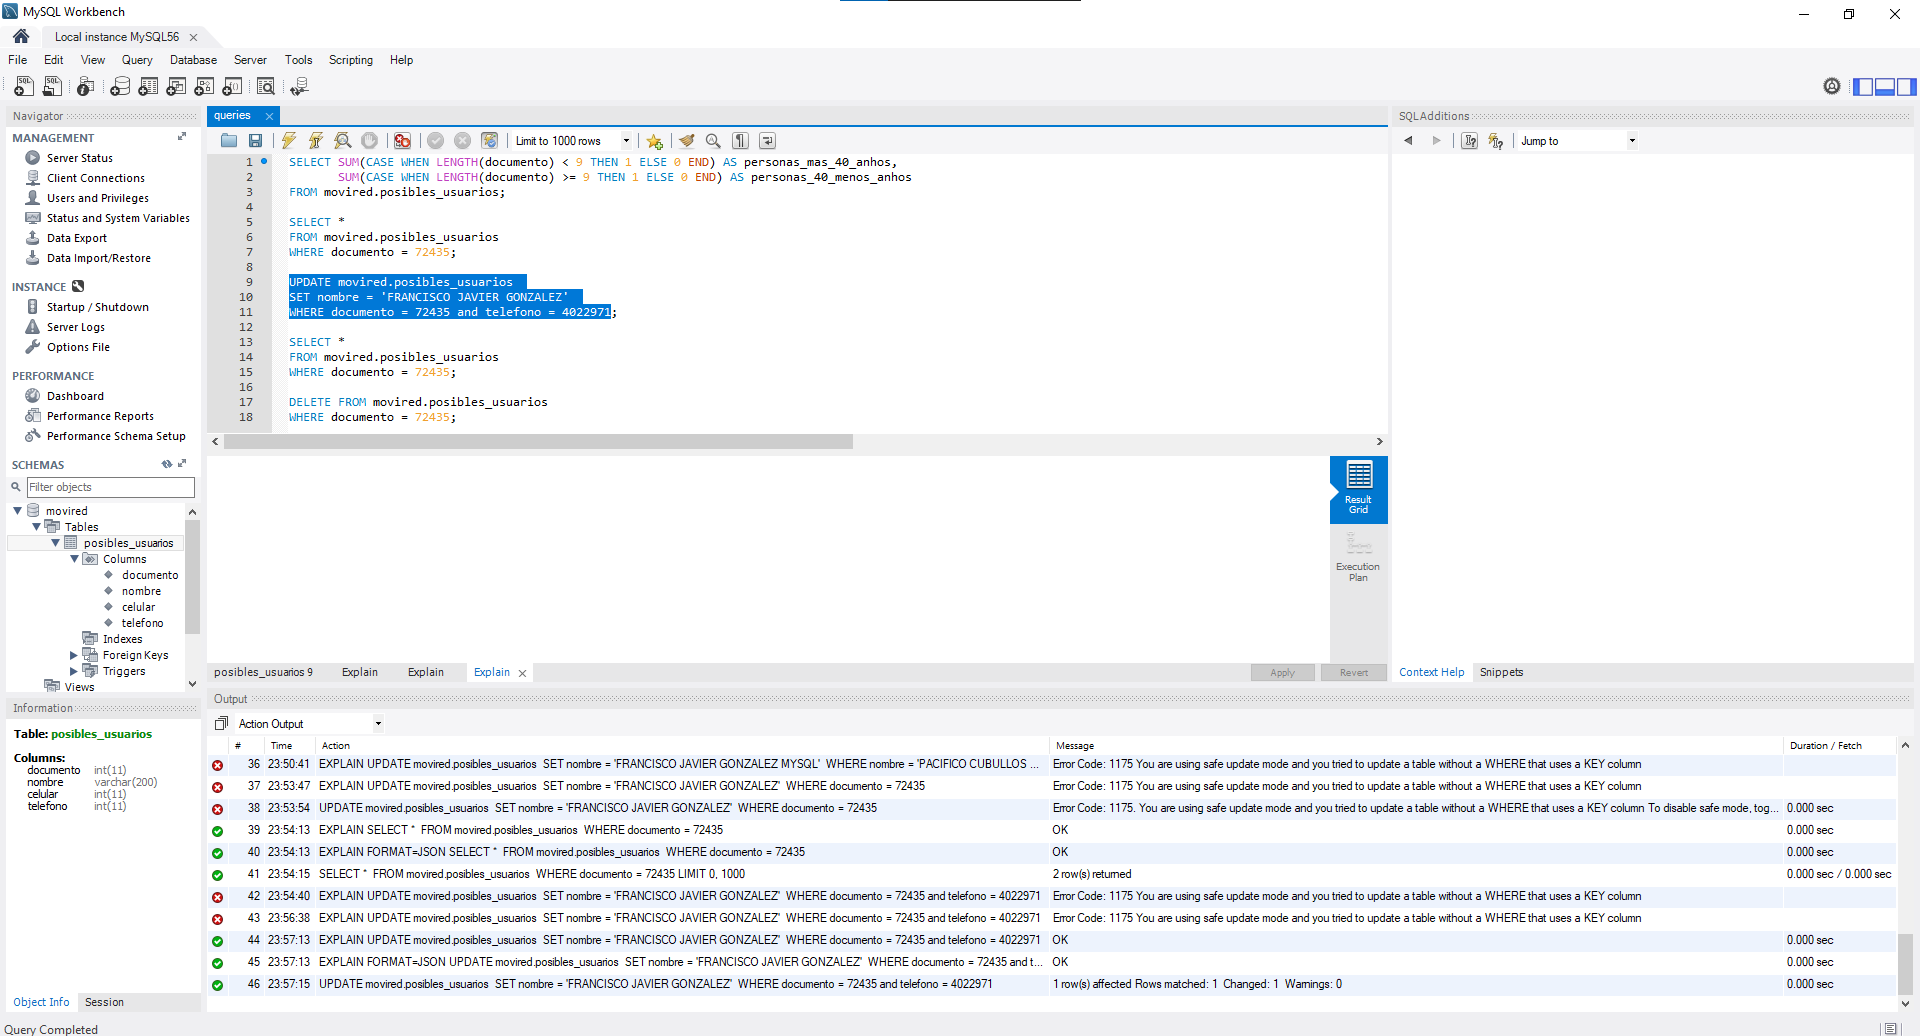 MySQL Workbench
Local instance MySQL56
File Edit View Query Database Server Tools Scripting Help
Navigator
MANAGEMENT
Server Status
Client Connections
Users and Privileges
Status and System Variables
Data Export
Data Import/Restore
INSTANCE
Startup / Shutdown
Server Logs
Options File
PERFORMANCE
Dashboard
Performance Reports
Performance Schema Setup
SCHEMAS
Filter objects
movired
Tables
posibles_usuarios
Columns
documento
nombre
celular
telefono
Indexes
Foreign Keys
Triggers
Views
Information
Table: posibles_usuarios
Columns:
documento int(11)
nombre varchar(200)
celular int(11)
telefono int(11)
Object Info Session
Query Completed
queries
Limit to 1000 rows
1 SELECT SUM(CASE WHEN LENGTH(documento) < 9 THEN 1 ELSE 0 END) AS personas_mas_40_anhos,
2 SUM(CASE WHEN LENGTH(documento) >= 9 THEN 1 ELSE 0 END) AS personas_40_menos_anhos
3 FROM movired.posibles_usuarios;
4
5 SELECT *
6 FROM movired.posibles_usuarios
7 WHERE documento = 72435;
8
9 UPDATE movired.posibles_usuarios
10 SET nombre = 'FRANCISCO JAVIER GONZALEZ'
11 WHERE documento = 72435 and telefono = 4022971;
12
13 SELECT *
14 FROM movired.posibles_usuarios
15 WHERE documento = 72435;
16
17 DELETE FROM movired.posibles_usuarios
18 WHERE documento = 72435;
Result
Grid
Execution
Plan
posibles_usuarios 9 Explain Explain Explain Apply Revert
SQLAdditions
Jump to
Context Help Snippets
Output
Action Output
# Time Action Message Duration / Fetch
36 23:50:41 EXPLAIN UPDATE movired.posibles_usuarios SET nombre = 'FRANCISCO JAVIER GONZALEZ MYSQL' WHERE nombre = 'PACIFICO CUBULLOS ... Error Code: 1175 You are using safe update mode and you tried to update a table without a WHERE that uses a KEY column
37 23:53:47 EXPLAIN UPDATE movired.posibles_usuarios SET nombre = 'FRANCISCO JAVIER GONZALEZ' WHERE documento = 72435 Error Code: 1175 You are using safe update mode and you tried to update a table without a WHERE that uses a KEY column
38 23:53:54 UPDATE movired.posibles_usuarios SET nombre = 'FRANCISCO JAVIER GONZALEZ' WHERE documento = 72435 Error Code: 1175. You are using safe update mode and you tried to update a table without a WHERE that uses a KEY column To disable safe mode, tog... 0.000 sec
39 23:54:13 EXPLAIN SELECT * FROM movired.posibles_usuarios WHERE documento = 72435 OK 0.000 sec
40 23:54:13 EXPLAIN FORMAT=JSON SELECT * FROM movired.posibles_usuarios WHERE documento = 72435 OK 0.000 sec
41 23:54:15 SELECT * FROM movired.posibles_usuarios WHERE documento = 72435 LIMIT 0, 1000 2 row(s) returned 0.000 sec / 0.000 sec
42 23:54:40 EXPLAIN UPDATE movired.posibles_usuarios SET nombre = 'FRANCISCO JAVIER GONZALEZ' WHERE documento = 72435 and telefono = 4022971 Error Code: 1175 You are using safe update mode and you tried to update a table without a WHERE that uses a KEY column
43 23:56:38 EXPLAIN UPDATE movired.posibles_usuarios SET nombre = 'FRANCISCO JAVIER GONZALEZ' WHERE documento = 72435 and telefono = 4022971 Error Code: 1175 You are using safe update mode and you tried to update a table without a WHERE that uses a KEY column
44 23:57:13 EXPLAIN UPDATE movired.posibles_usuarios SET nombre = 'FRANCISCO JAVIER GONZALEZ' WHERE documento = 72435 and telefono = 4022971 OK 0.000 sec
45 23:57:13 EXPLAIN FORMAT=JSON UPDATE movired.posibles_usuarios SET nombre = 'FRANCISCO JAVIER GONZALEZ' WHERE documento = 72435 and t... OK 0.000 sec
46 23:57:15 UPDATE movired.posibles_usuarios SET nombre = 'FRANCISCO JAVIER GONZALEZ' WHERE documento = 72435 and telefono = 4022971 1 row(s) affected Rows matched: 1 Changed: 1 Warnings: 0 0.000 sec